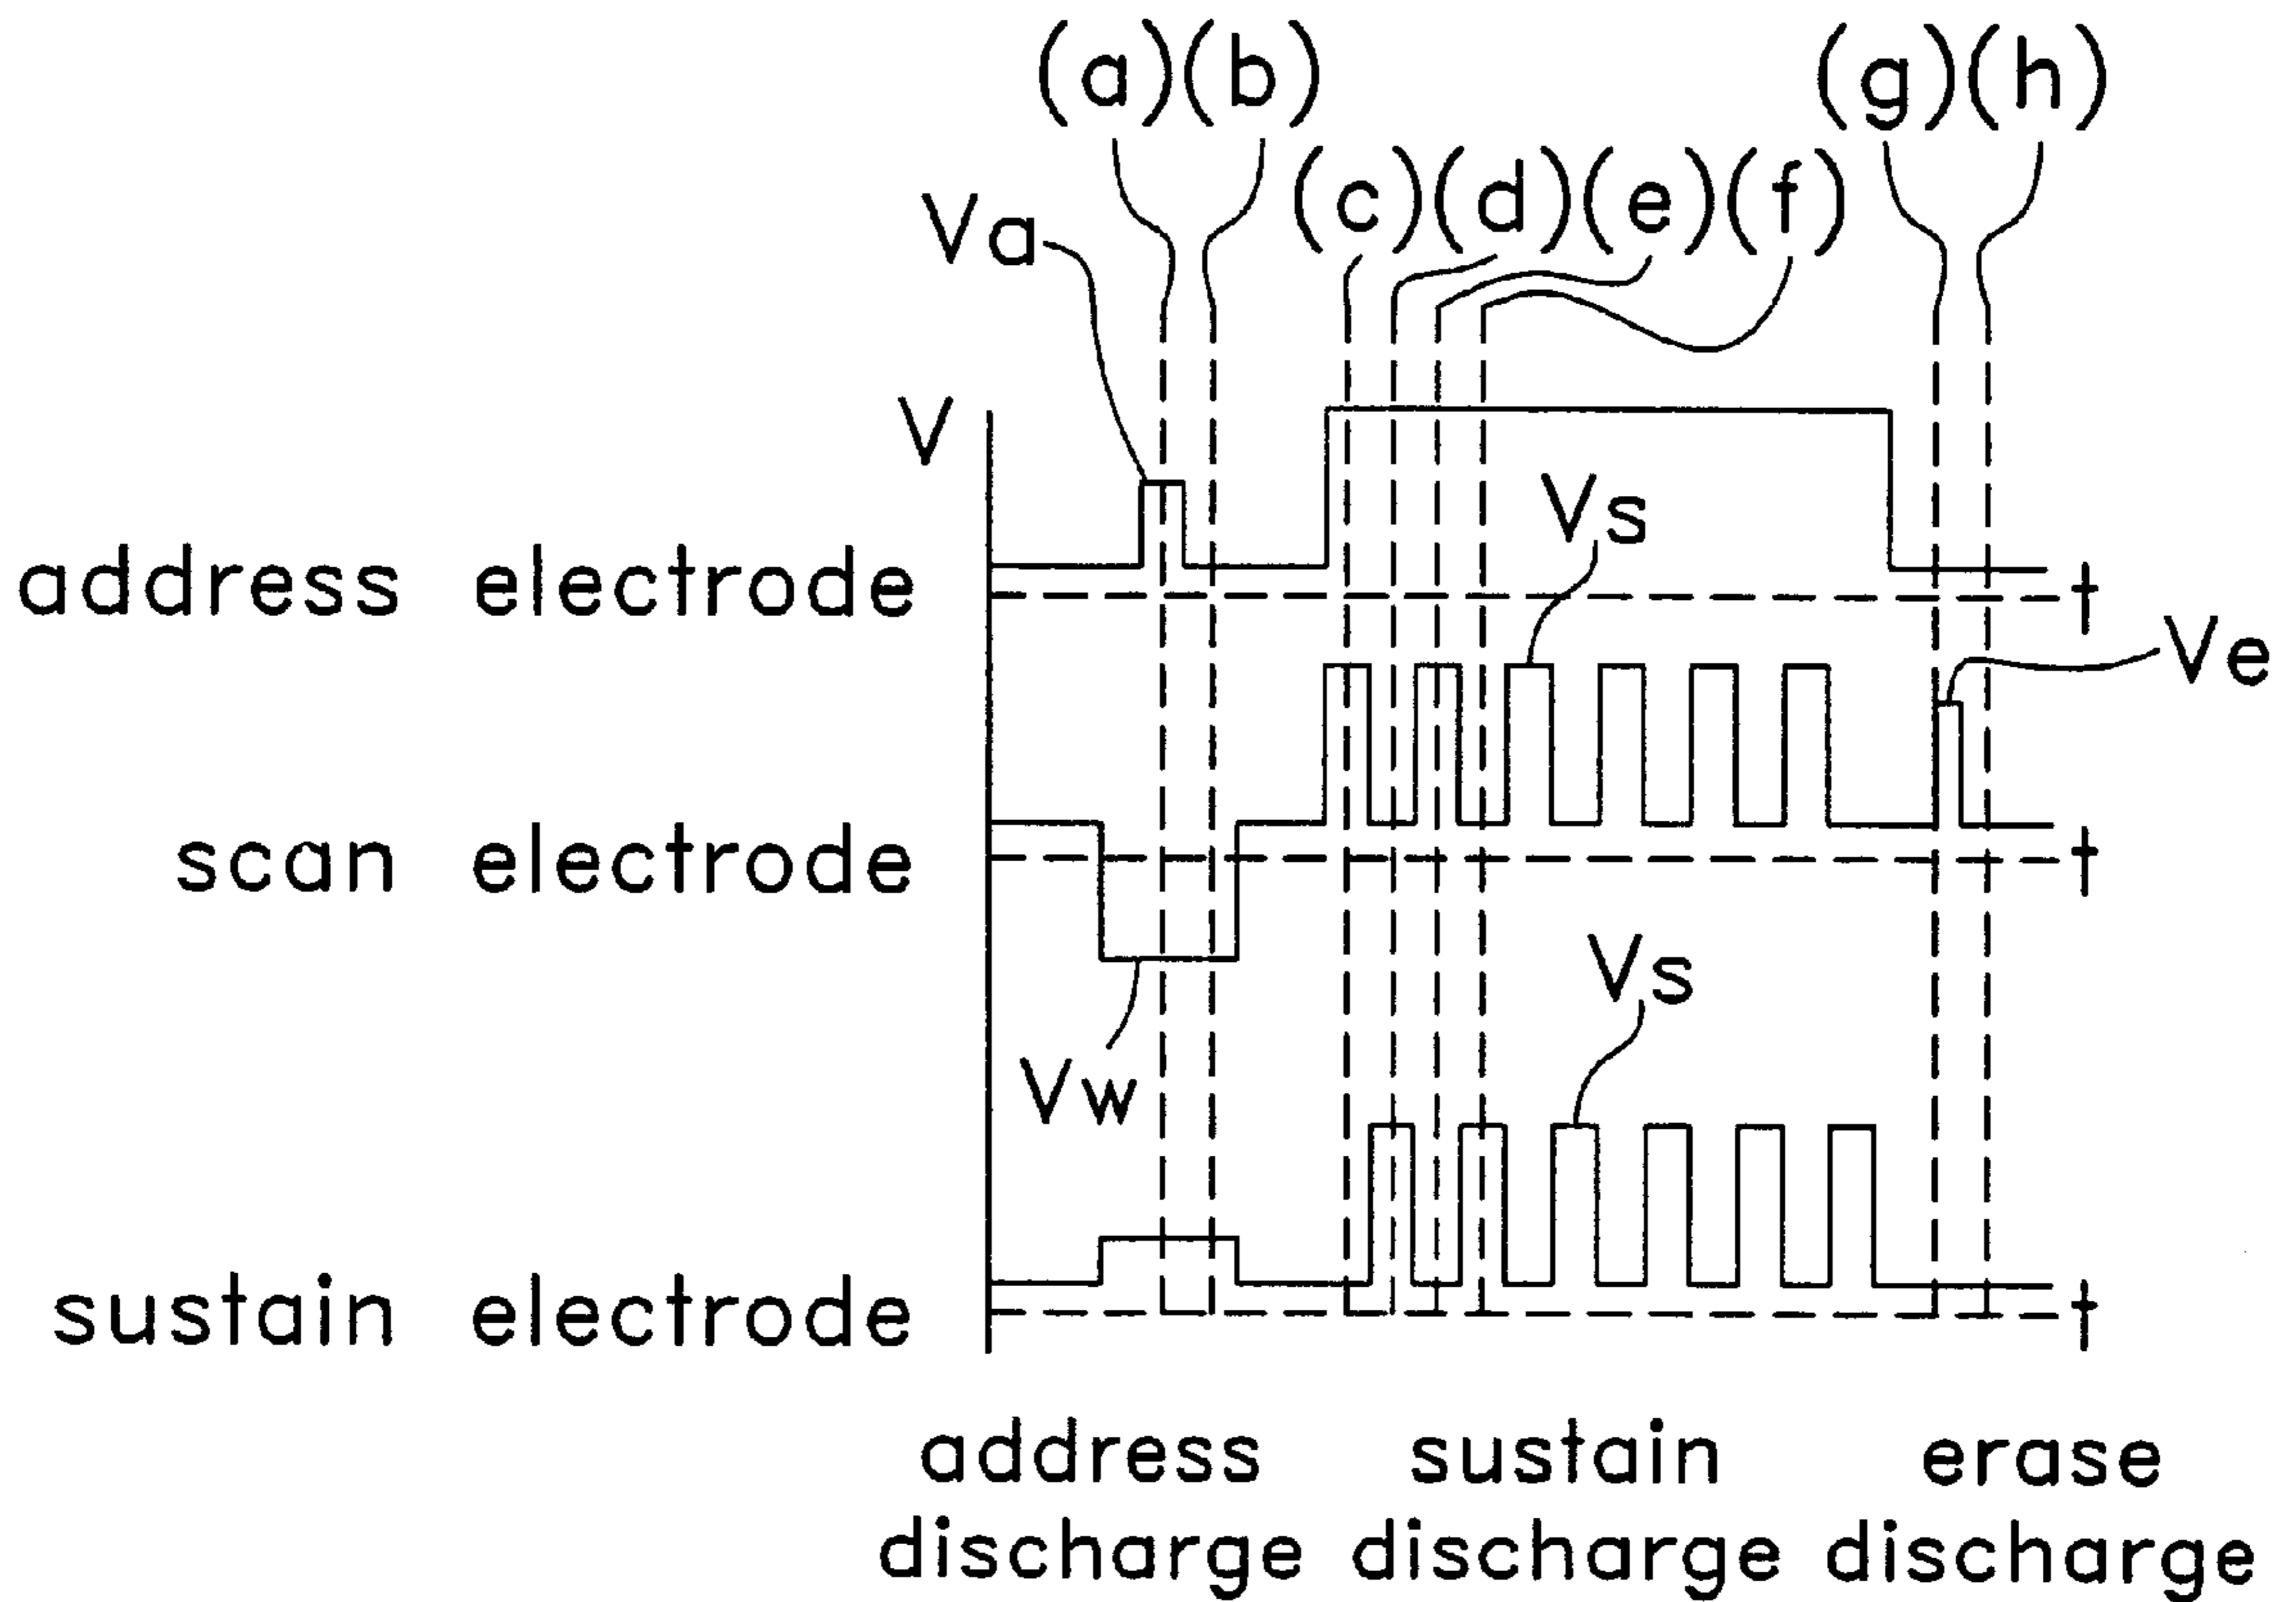 (a)(b)
(g)(h)
(c)(d)(e)(f)
Va
V
Vs
address electrode
t
Ve
scan electrode
t
Vs
Vw
sustain electrode
t
address
discharge
sustain
discharge
erase
discharge